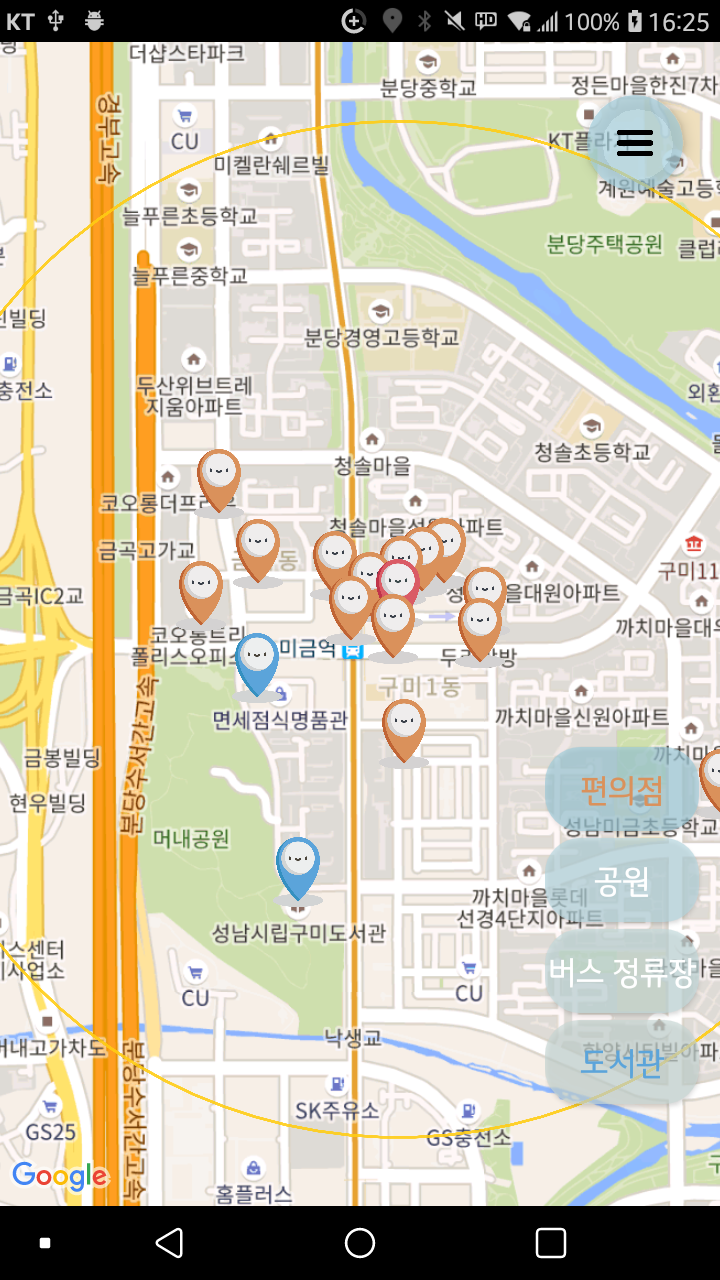 KT
HD
100%
16:25
더샵스타파크
분당중학교
정든마을한진7차
경부고속
CU
KT플라자
미켈란쉐르빌
계원예술고등학
늘푸른초등학교
분당주택공원
클럽
늘푸른중학교
빌딩
분당경영고등학교
충전소
두산위브트레
지움아파트
외환
청솔마을
청솔초등학교
코오롱더프라우
금곡고가교
구미11
금곡IC2교
마을대원아파트
까치마을대우
코오롱트리
폴리스오피스
미금역
구미1동
면세점식명품관
까치마을신원아파트
금봉빌딩
분당수서간고속
까치마
편의점
현우빌딩
성남미금초등학교
머내공원
공원
까치마을롯데
선경4단지아파트
성남시립구미도서관
스센터
사업소
버스 정류장
CU
CU
머내고가차도
낙생교
도서관
분당수서간고속
SK주유소
GS25
GS충전소
Google
홈플러스